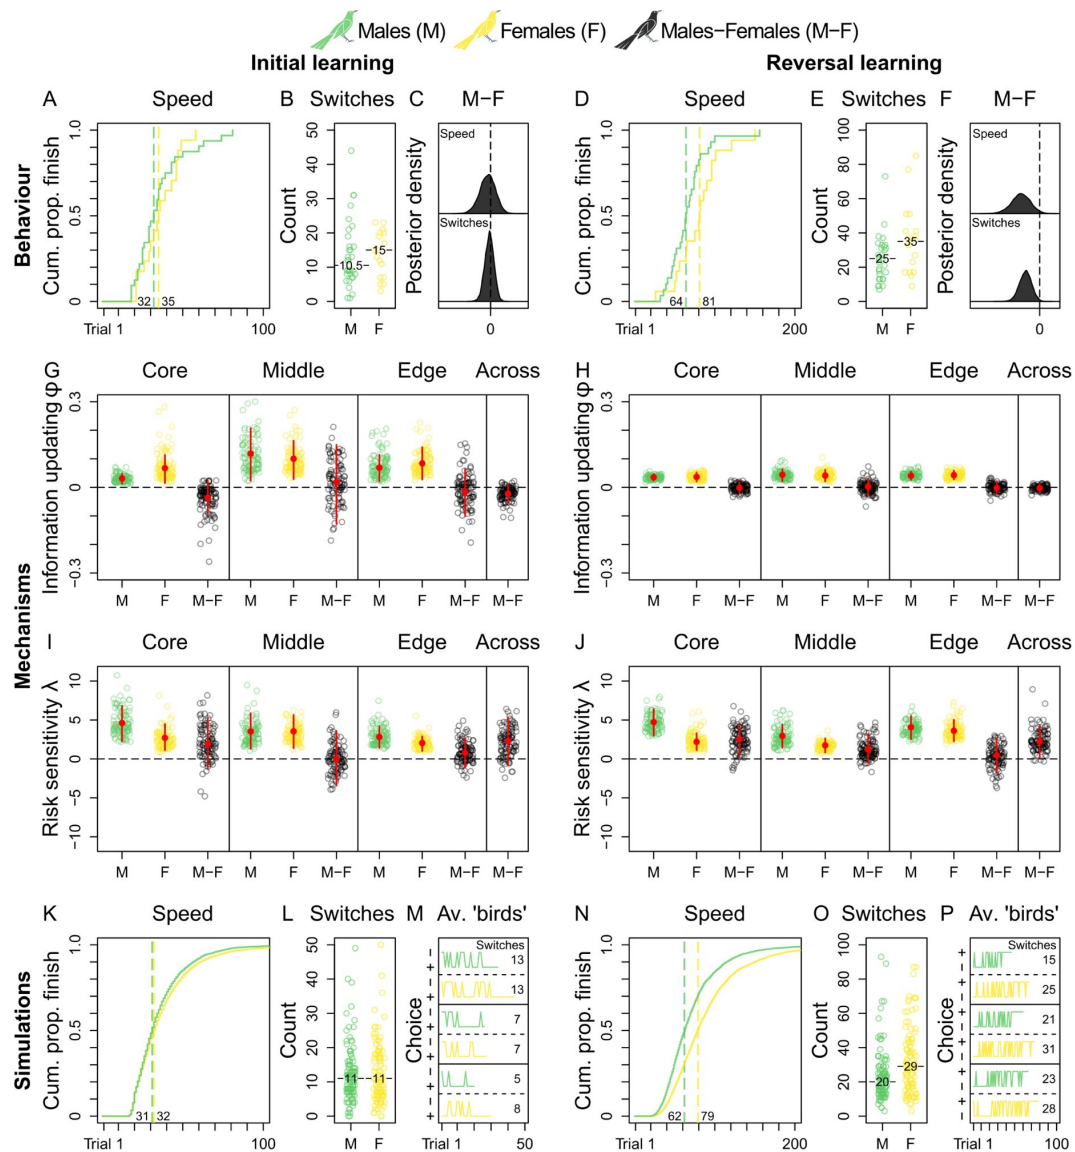 Males (M) Females (F) Males−Females (M−F)
Initial learning Reversal learning
A Speed B Switches C M−F D Speed E Switches F M−F
Behaviour
Cum. prop. finish
1.0
0.5
0
32 35
Trial 1 100
Count
50
40
30
20
10
0
10.5
15
M F
Posterior density
Speed
Switches
0
Cum. prop. finish
1.0
0.5
0
64 81
Trial 1 200
Count
100
80
60
40
20
0
25
35
M F
Posterior density
Speed
Switches
0
Mechanisms
G Core Middle Edge Across
Information updating φ
0.3
0
−0.3
M F M−F M F M−F M F M−F M−F
H Core Middle Edge Across
Information updating φ
0.3
0
−0.3
M F M−F M F M−F M F M−F M−F
I Core Middle Edge Across
Risk sensitivity λ
10
5
0
−5
−10
M F M−F M F M−F M F M−F M−F
J Core Middle Edge Across
Risk sensitivity λ
10
5
0
−5
−10
M F M−F M F M−F M F M−F M−F
Simulations
K Speed L Switches M Av. 'birds' N Speed O Switches P Av. 'birds'
Cum. prop. finish
1.0
0.5
0
31 32
Trial 1 100
Count
50
40
30
20
10
0
11 11
M F
Choice
− + − + − + − + − + − +
Switches
13
13
7
7
5
8
Trial 1 50
Cum. prop. finish
1.0
0.5
0
62 79
Trial 1 200
Count
100
80
60
40
20
0
20
29
M F
Choice
− + − + − + − + − + − +
Switches
15
25
21
31
23
28
Trial 1 100